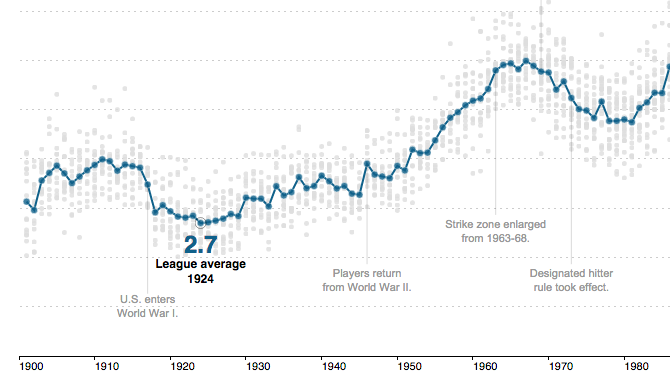 2.7
League average
1924
Strike zone enlarged
from 1963-68.
Players return
from World War II.
Designated hitter
rule took effect.
U.S. enters
World War I.
1900 1910 1920 1930 1940 1950 1960 1970 1980